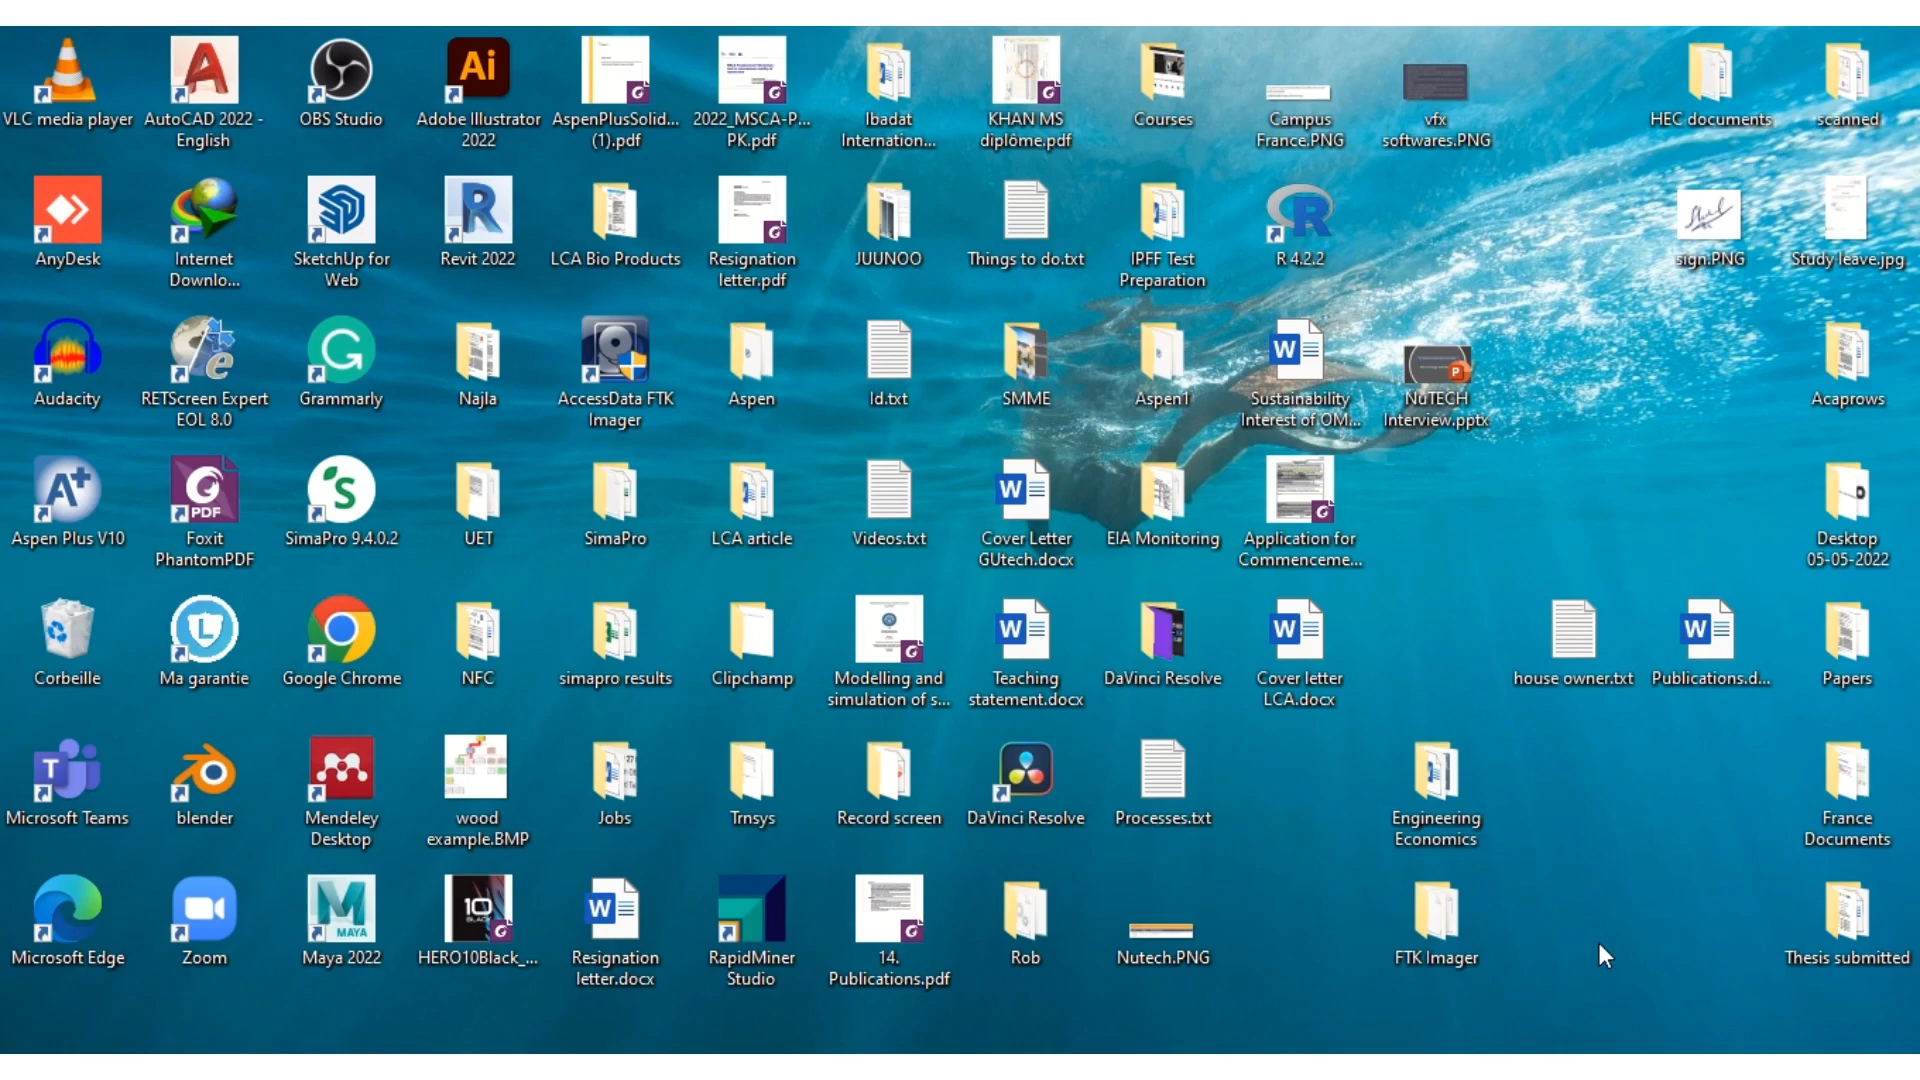 VLC media player
AutoCAD 2022 -
English
OBS Studio
Adobe Illustrator
2022
AspenPlusSolid...
(1).pdf
2022_MSCA-P...
PK.pdf
Ibadat
Internation...
KHAN MS
diplôme.pdf
Courses
Campus
France.PNG
vfx
softwares.PNG
HEC documents
scanned
AnyDesk
Internet
Downlo...
SketchUp for
Web
Revit 2022
LCA Bio Products
Resignation
letter.pdf
JUUNOO
Things to do.txt
IPFF Test
Preparation
R 4.2.2
sign.PNG
Study leave.jpg
Audacity
RETScreen Expert
EOL 8.0
Grammarly
Najla
AccessData FTK
Imager
Aspen
Id.txt
SMME
Aspen1
Sustainability
Interest of OM...
NuTECH
Interview.pptx
Acaprows
Aspen Plus V10
Foxit
PhantomPDF
SimaPro 9.4.0.2
UET
SimaPro
LCA article
Videos.txt
Cover Letter
GUtech.docx
EIA Monitoring
Application for
Commenceme...
Desktop
05-05-2022
Corbeille
Ma garantie
Google Chrome
NFC
simapro results
Clipchamp
Modelling and
simulation of s...
Teaching
statement.docx
DaVinci Resolve
Cover letter
LCA.docx
house owner.txt
Publications.d...
Papers
Microsoft Teams
blender
Mendeley
Desktop
wood
example.BMP
Jobs
Trnsys
Record screen
DaVinci Resolve
Processes.txt
Engineering
Economics
France
Documents
Microsoft Edge
Zoom
MAYA
Maya 2022
HERO10Black_...
Resignation
letter.docx
RapidMiner
Studio
14.
Publications.pdf
Rob
Nutech.PNG
FTK Imager
Thesis submitted